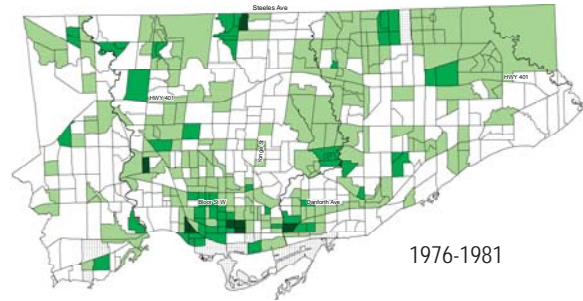 Steeles Ave
HWY 401
HWY 401
Yonge St
Bloor St W
Danforth Ave
1976-1981